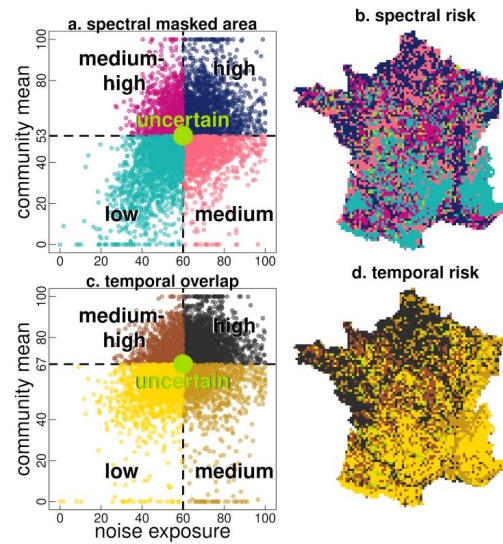 a. spectral masked area
b. spectral risk
community mean
100
80
53
40
20
0
medium-
high
high
uncertain
low
medium
0 20 40 60 80 100
c. temporal overlap
d. temporal risk
community mean
100
80
67
40
20
0
medium-
high
high
uncertain
low
medium
0 20 40 60 80 100
noise exposure